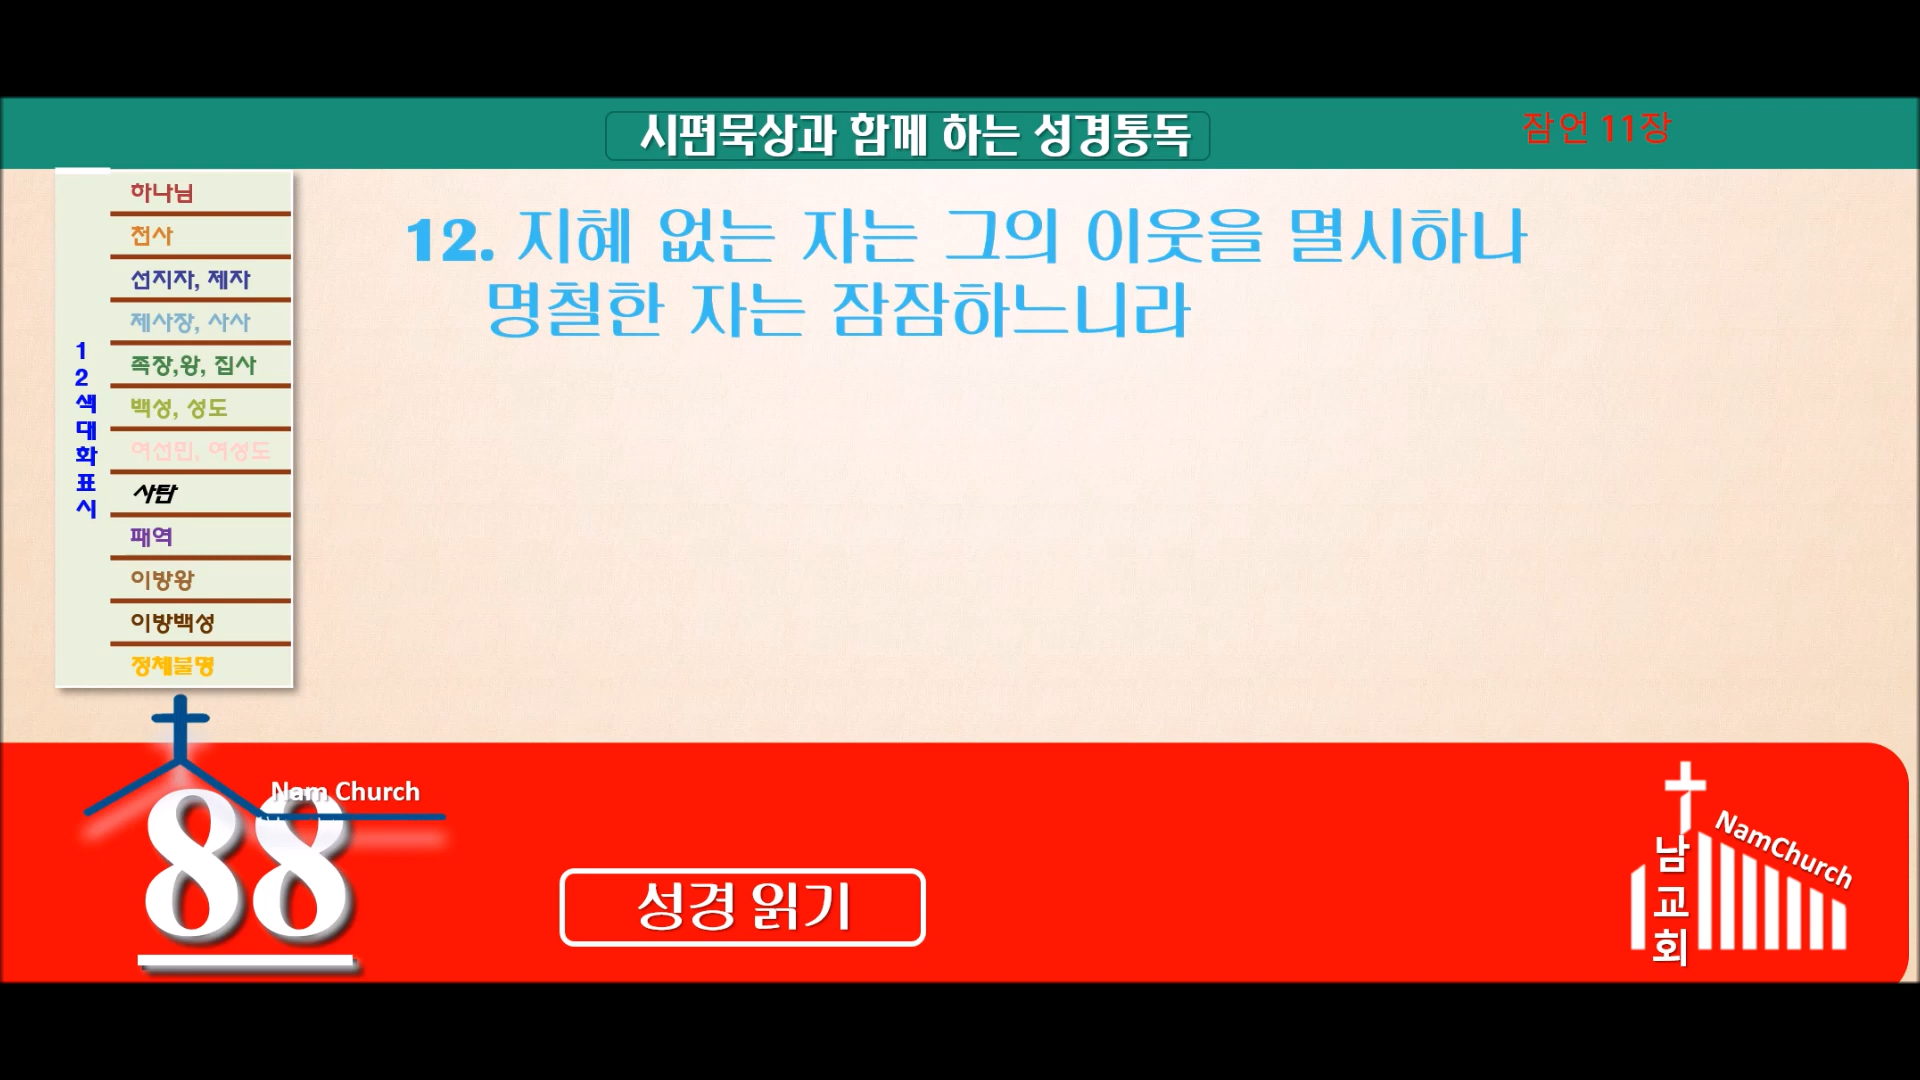 시편묵상과 함께 하는 성경통독
잠언 11장
12. 지혜 없는 자는 그의 이웃을 멸시하나
명철한 자는 잠잠하느니라
12색대화표시
하나님
천사
선지자, 제자
제사장, 사사
족장,왕, 집사
백성, 성도
여선민, 여성도
사탄
패역
이방왕
이방백성
정체불명
Nam Church
88
성경 읽기
NamChurch
남교회